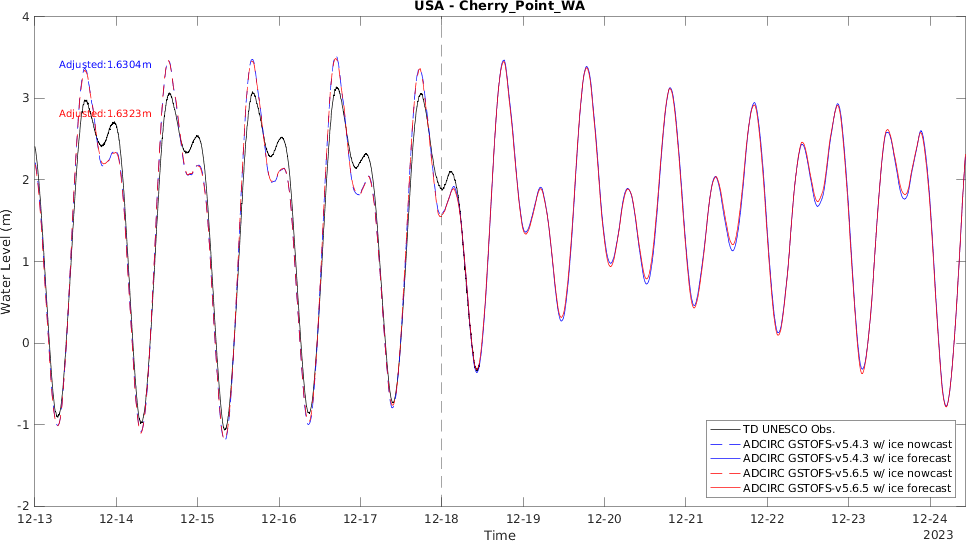 USA - Cherry_Point_WA
Adjusted:1.6304m
Adjusted:1.6323m
Water Level (m)
4
3
2
1
0
-1
-2
TD UNESCO Obs.
ADCIRC GSTOFS-v5.4.3 w/ ice nowcast
ADCIRC GSTOFS-v5.4.3 w/ ice forecast
ADCIRC GSTOFS-v5.6.5 w/ ice nowcast
ADCIRC GSTOFS-v5.6.5 w/ ice forecast
12-13 12-14 12-15 12-16 12-17 12-18 12-19 12-20 12-21 12-22 12-23 12-24
Time
2023